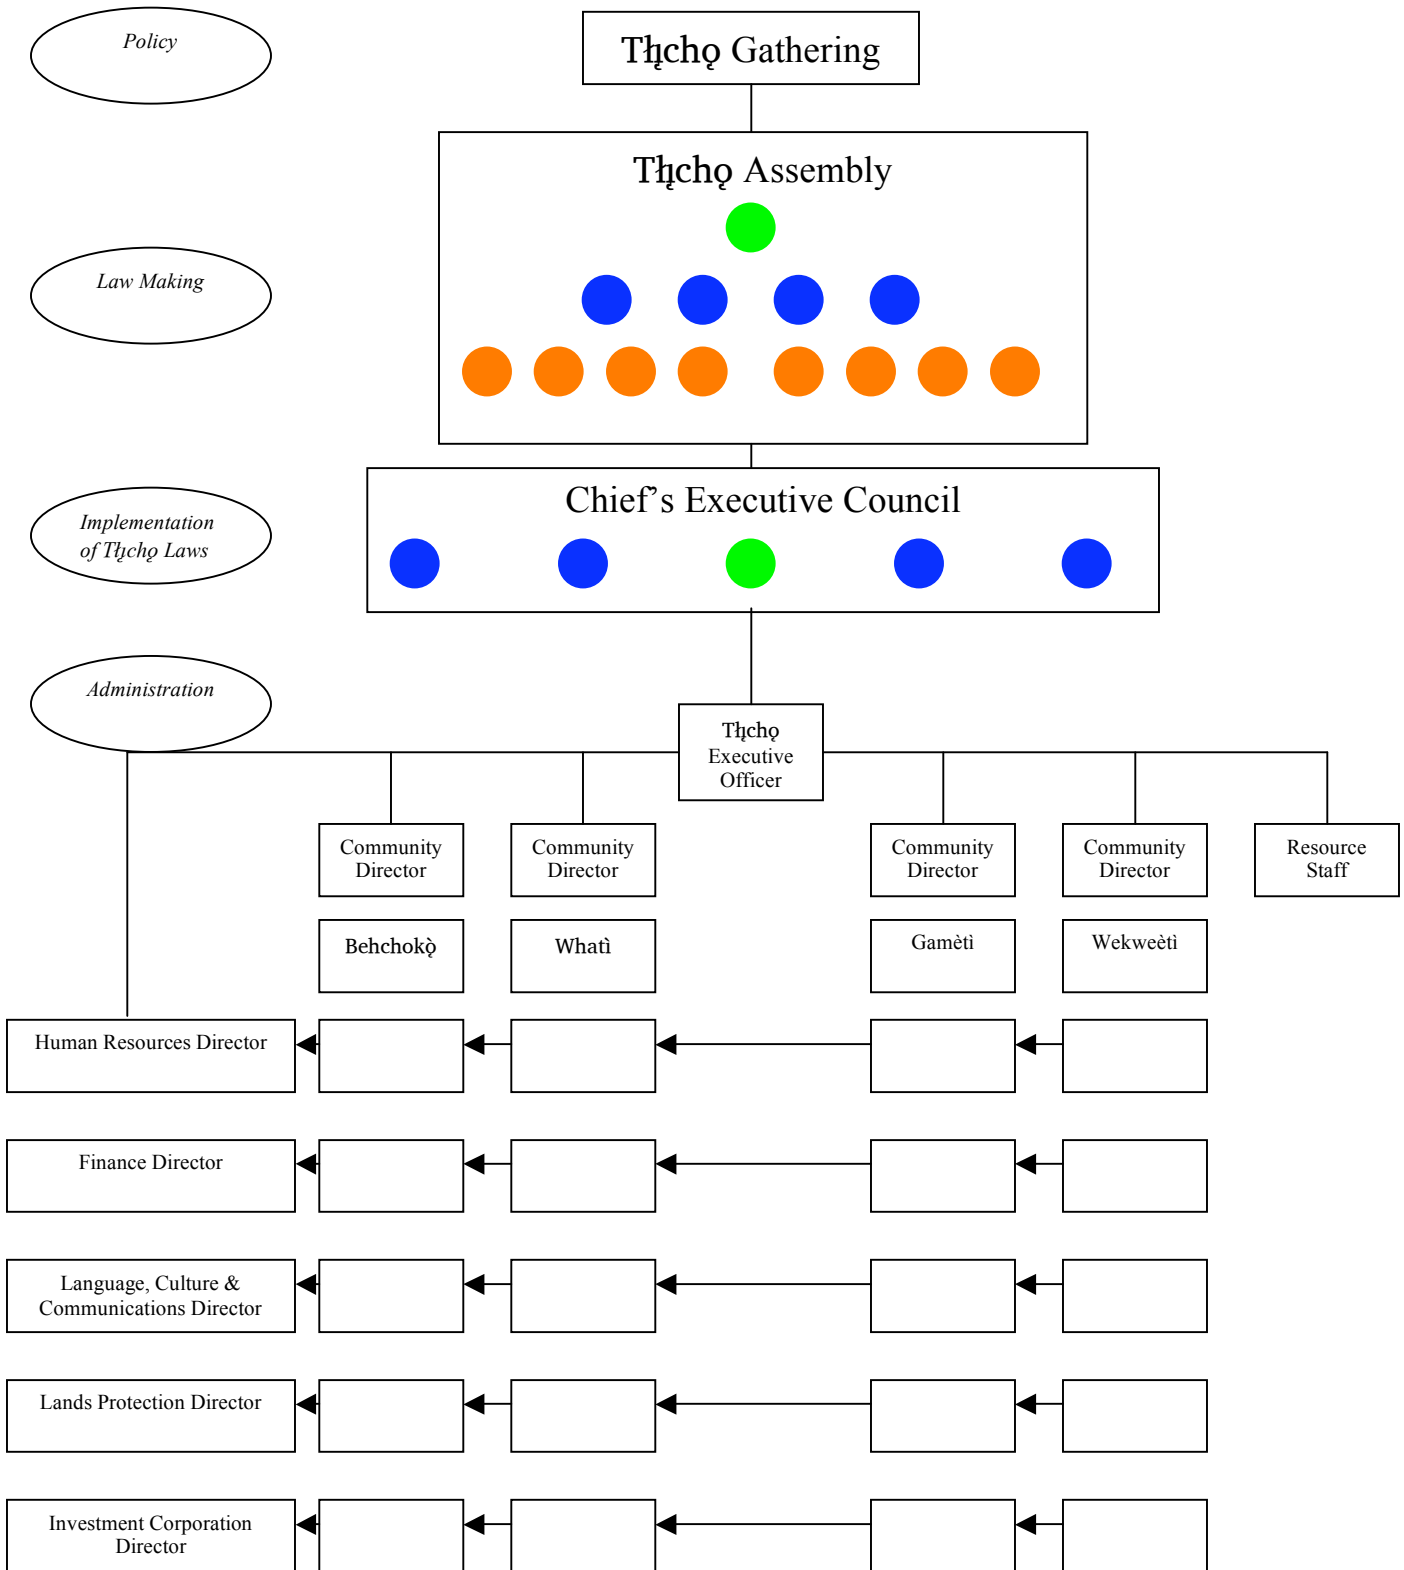 Policy
Tłı̨chǫ Gathering
Tłı̨chǫ Assembly
Law Making
Chief’s Executive Council
Implementation
of Tłı̨chǫ Laws
Administration
Tłı̨chǫ
Executive
Officer
Community
Director
Community
Director
Community
Director
Community
Director
Resource
Staff
Behchokǫ̀
Whatì
Gamètì
Wekweètì
Human Resources Director
Finance Director
Language, Culture &
Communications Director
Lands Protection Director
Investment Corporation
Director